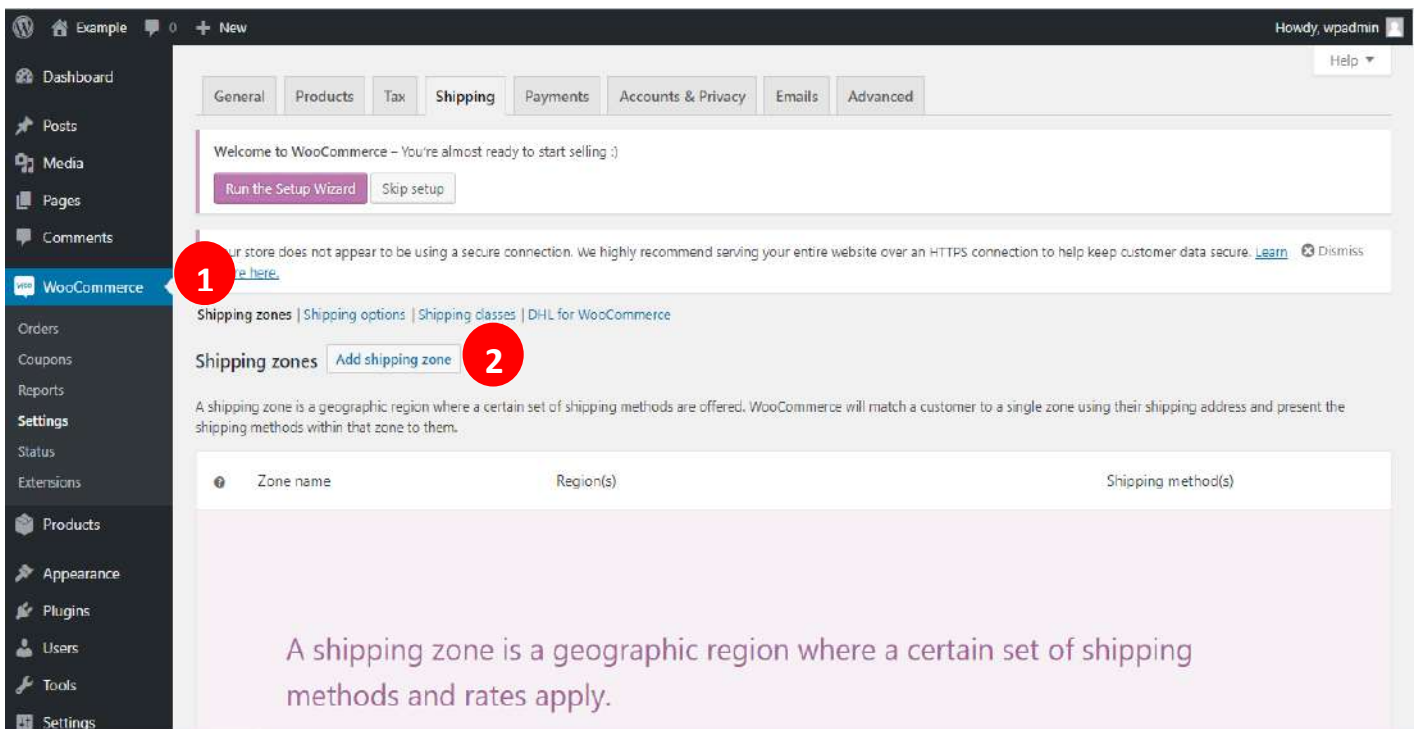 Example 0 New
Howdy, wpadmin
Help
Dashboard
Posts
Media
Pages
Comments
WooCommerce
Orders
Coupons
Reports
Settings
Status
Extensions
Products
Appearance
Plugins
Users
Tools
Settings
General Products Tax Shipping Payments Accounts & Privacy Emails Advanced
Welcome to WooCommerce – You're almost ready to start selling :)
Run the Setup Wizard Skip setup
store does not appear to be using a secure connection. We highly recommend serving your entire website over an HTTPS connection to help keep customer data secure. Learn Dismiss
here.
1
Shipping zones | Shipping options | Shipping classes | DHL for WooCommerce
Shipping zones Add shipping zone 2
A shipping zone is a geographic region where a certain set of shipping methods are offered. WooCommerce will match a customer to a single zone using their shipping address and present the
shipping methods within that zone to them.
Zone name Region(s) Shipping method(s)
A shipping zone is a geographic region where a certain set of shipping
methods and rates apply.